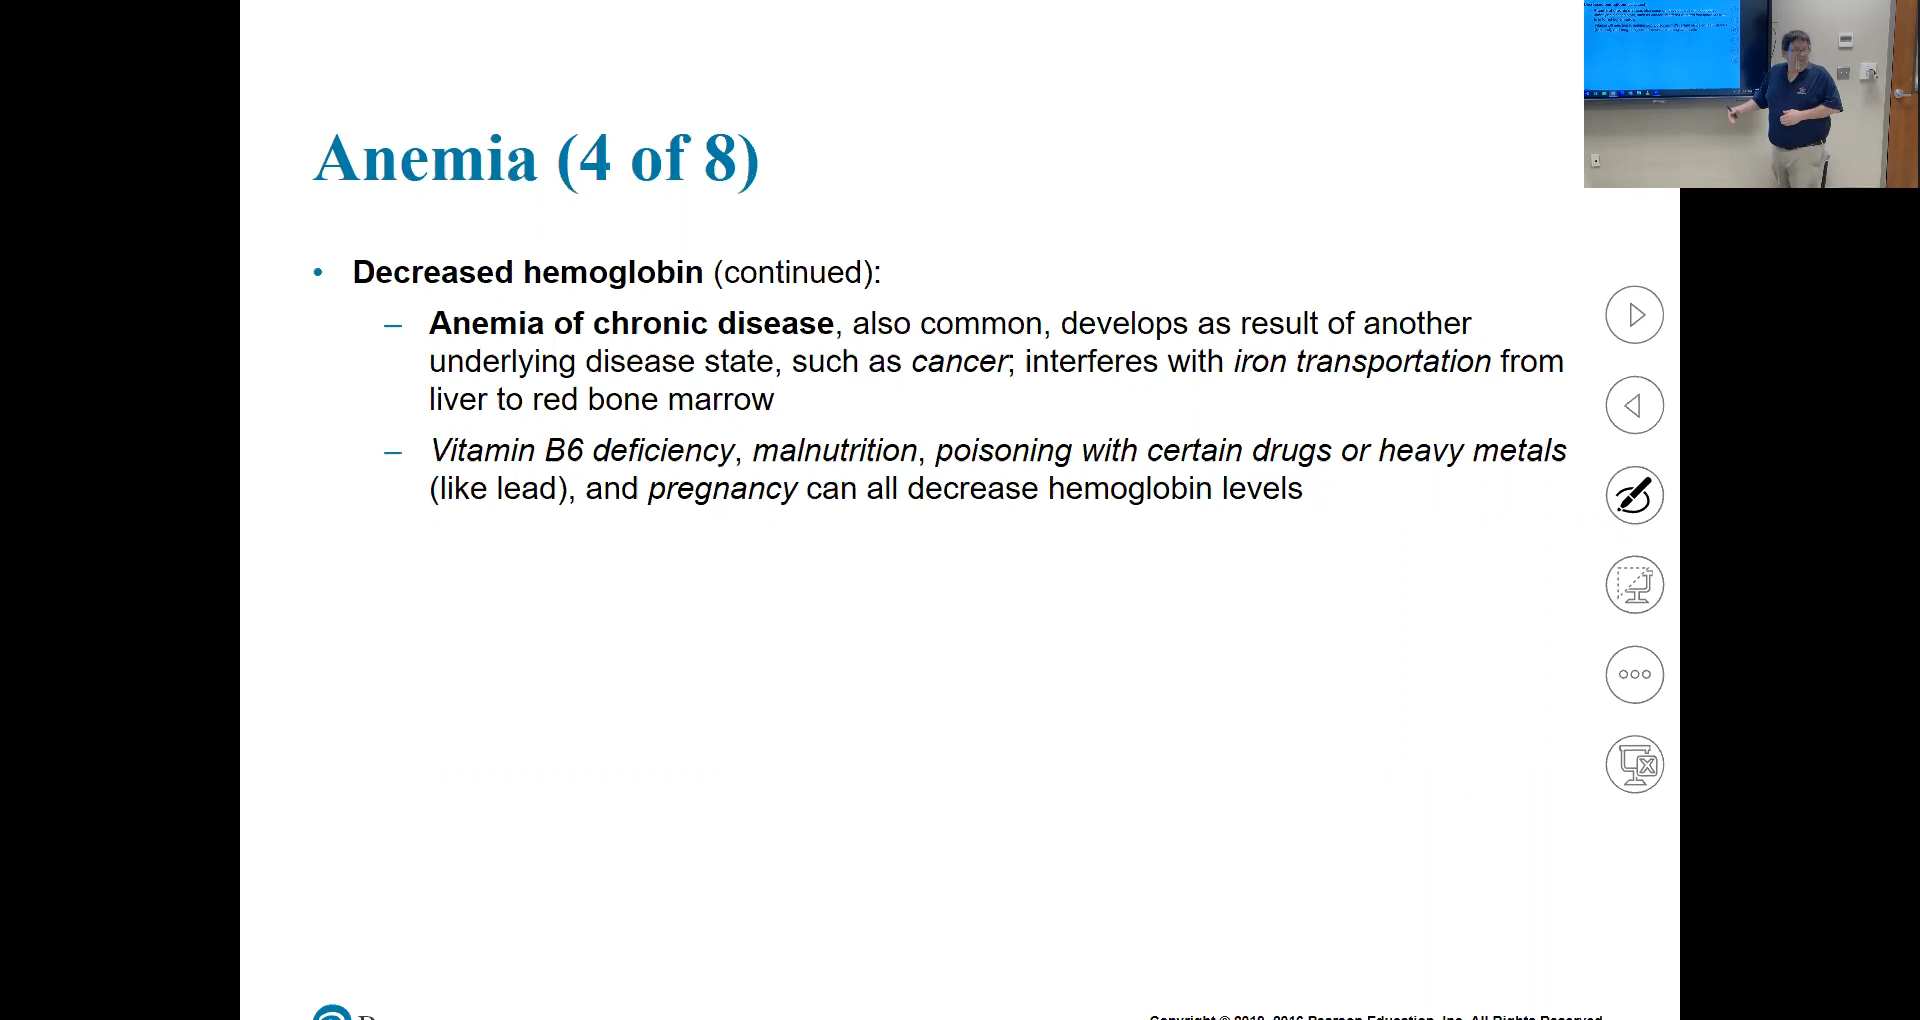 Anemia (4 of 8)
• Decreased hemoglobin (continued):
– Anemia of chronic disease, also common, develops as result of another
underlying disease state, such as cancer; interferes with iron transportation from
liver to red bone marrow
– Vitamin B6 deficiency, malnutrition, poisoning with certain drugs or heavy metals
(like lead), and pregnancy can all decrease hemoglobin levels
Copyright © 2019, 2016 Pearson Education, Inc. All Rights Reserved